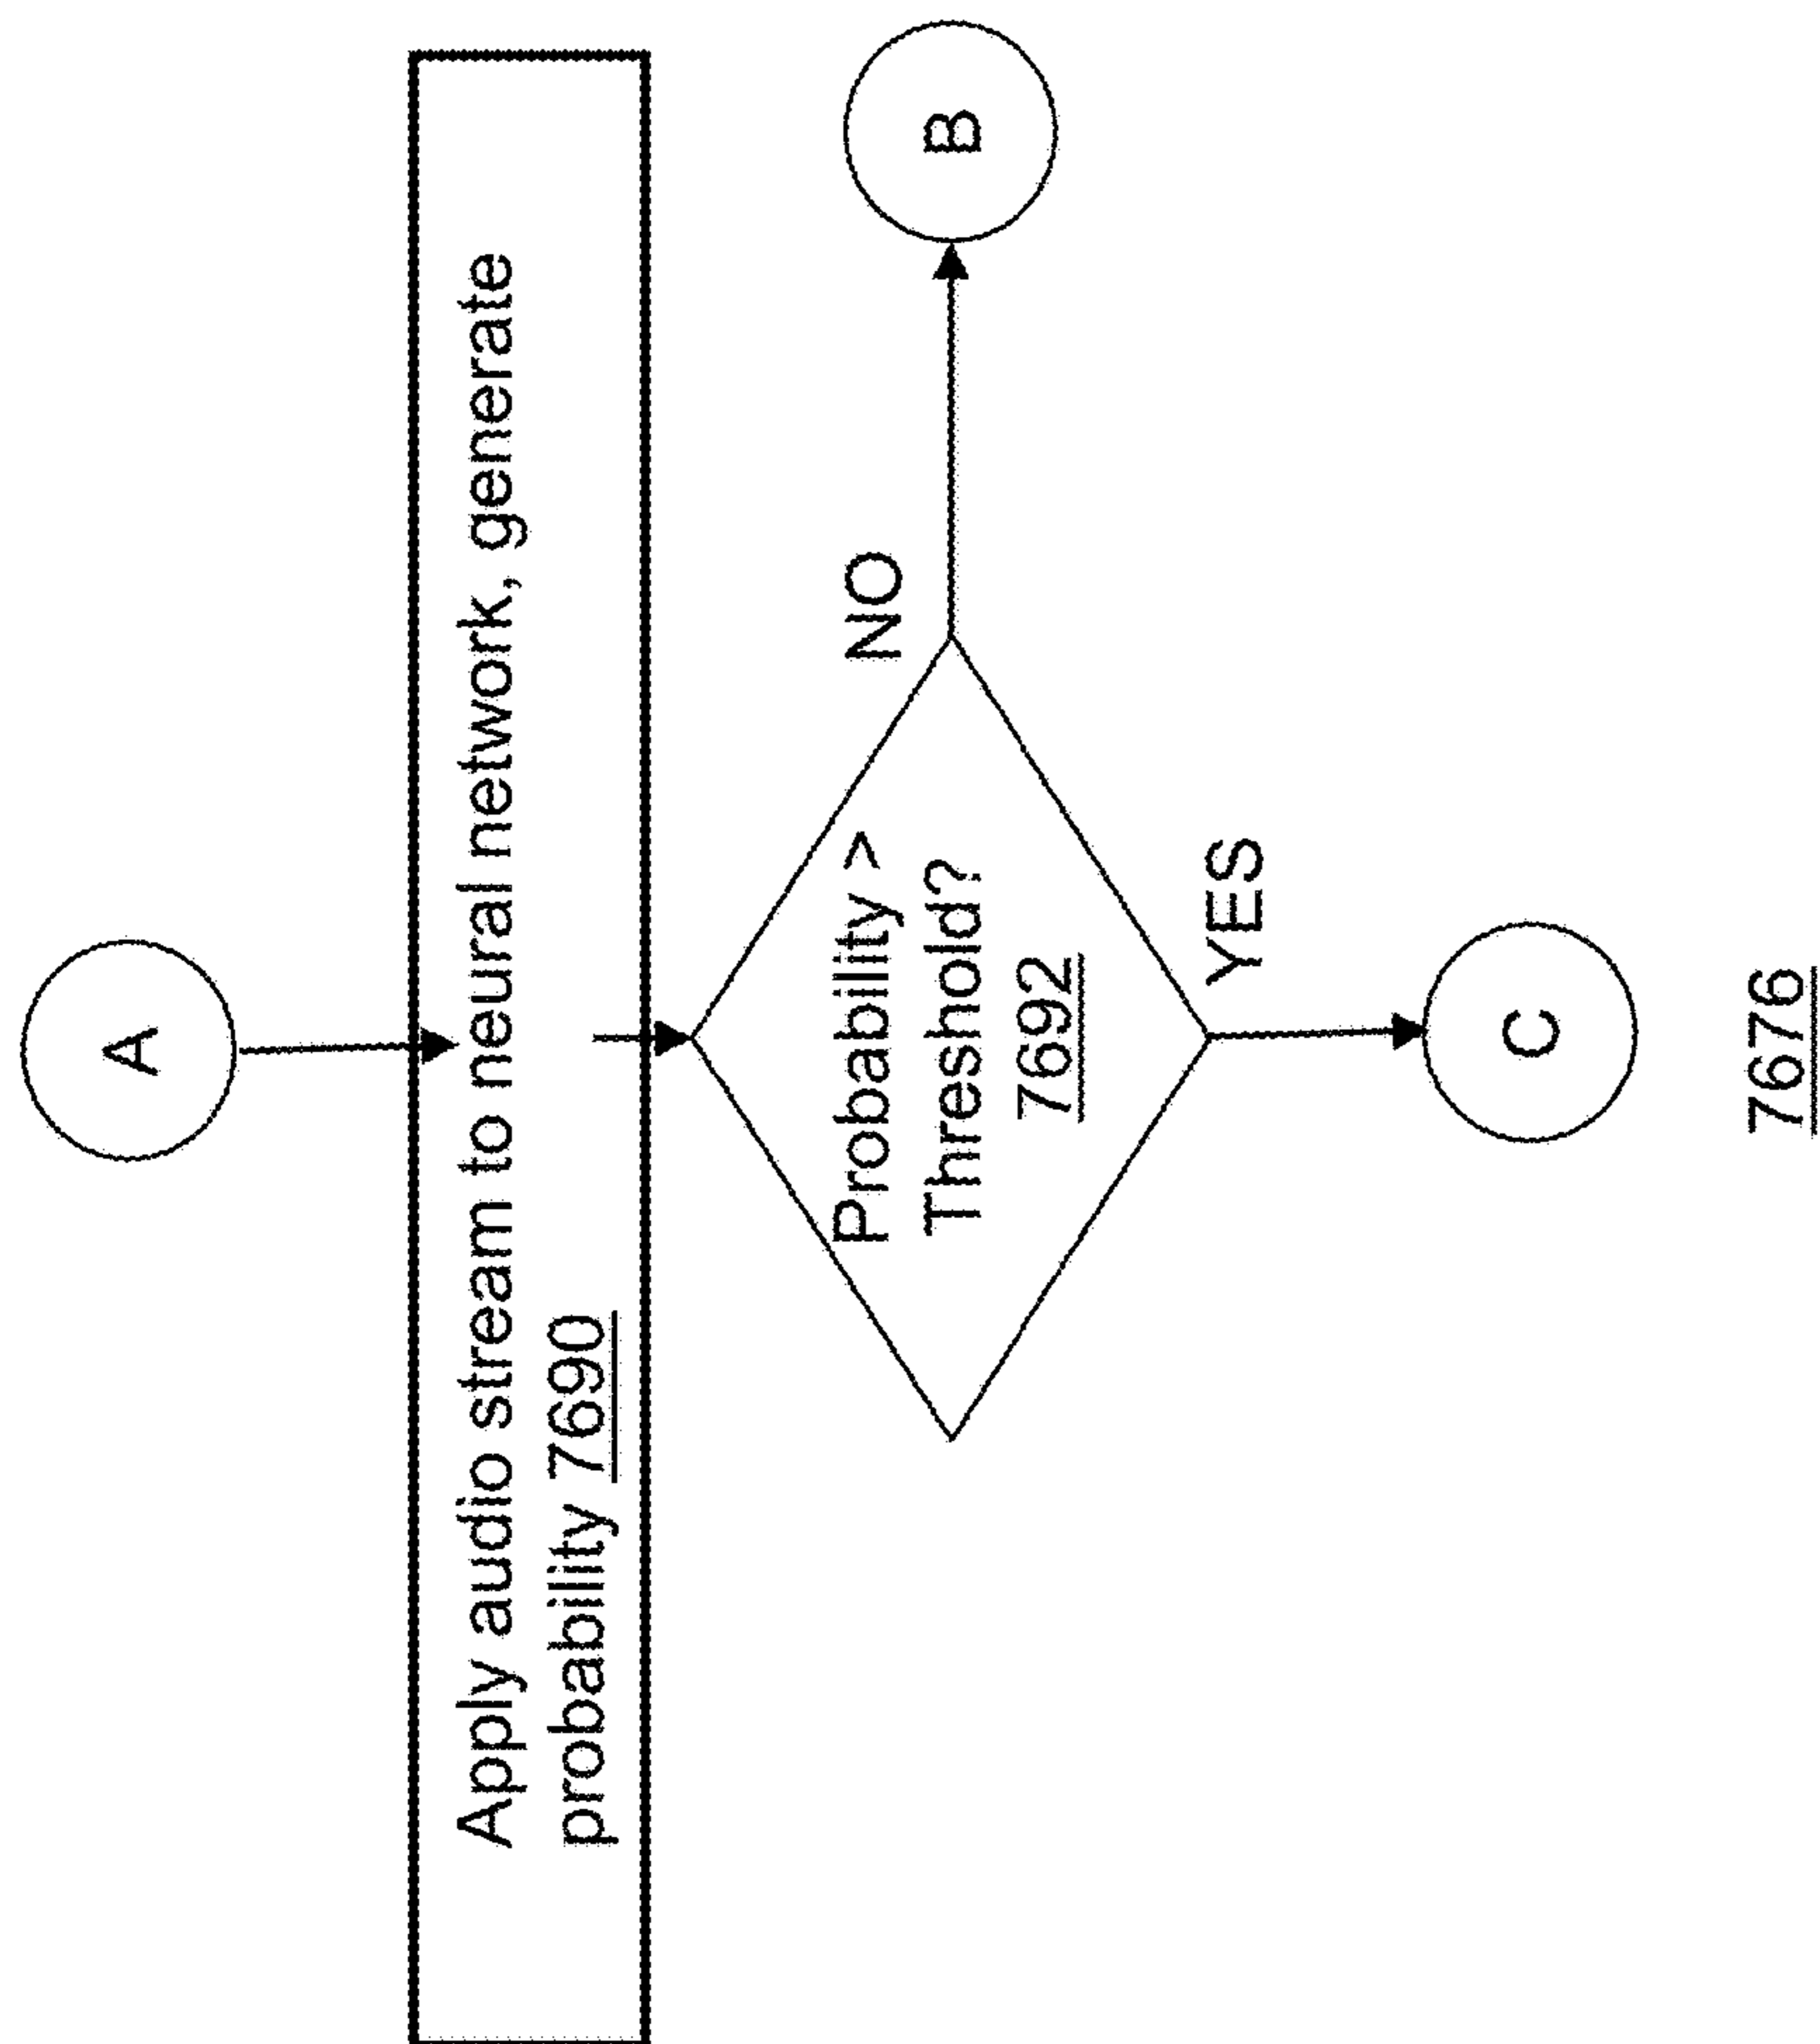 A
Apply audio stream to neural network, generate
probability 7690
Probability >
Threshold?
7692
NO
B
YES
C
7676